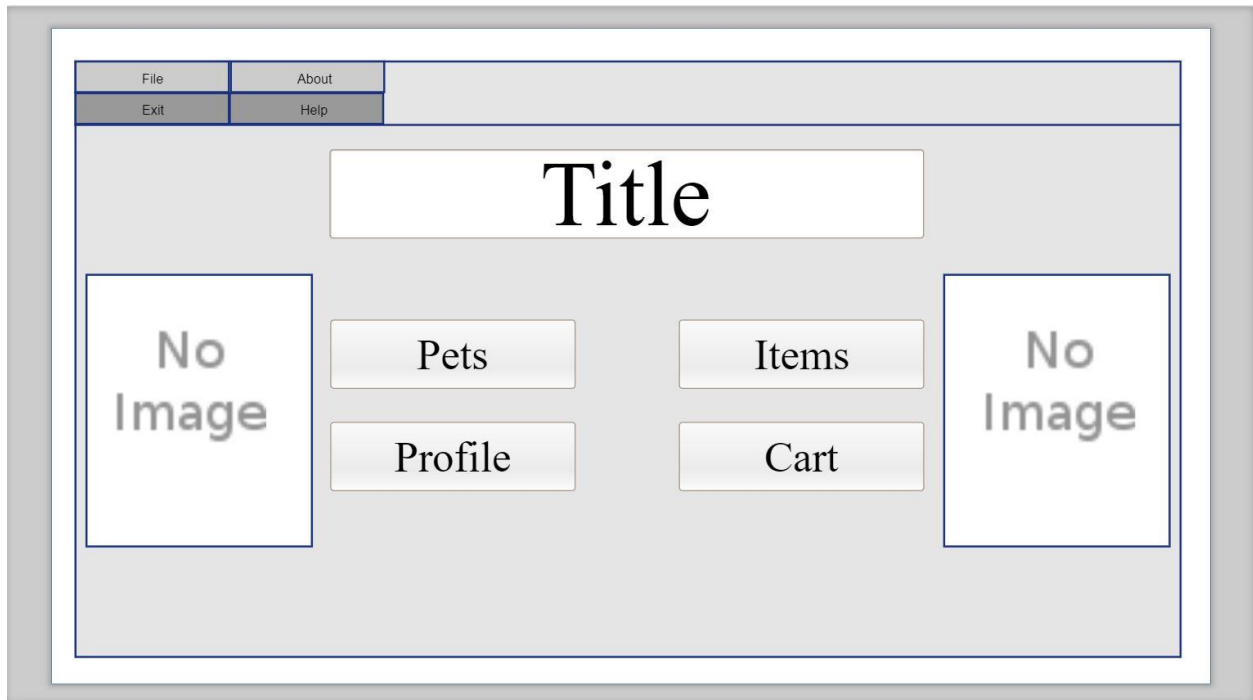 File About
Exit Help
Title
No
Image
Pets Items
Profile Cart
No
Image